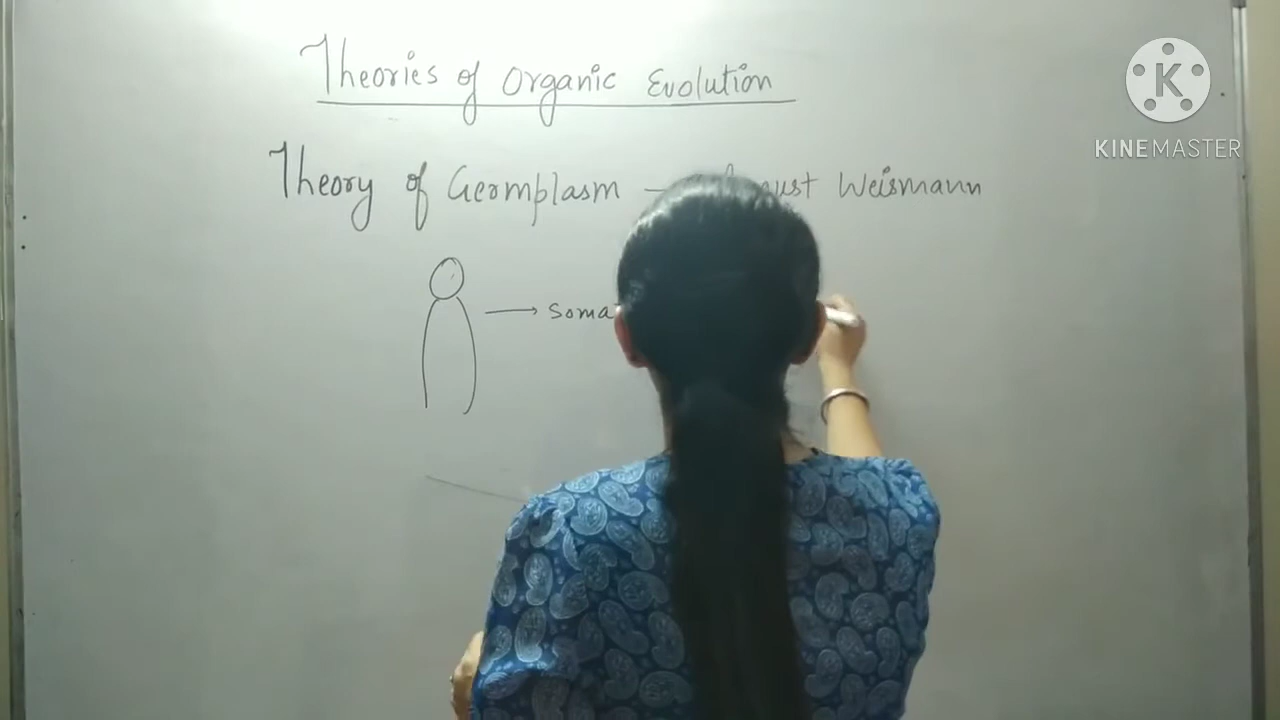 Theories of Organic Evolution
Theory of Germplasm — Weismann
→ Soma
K
KINEMASTER